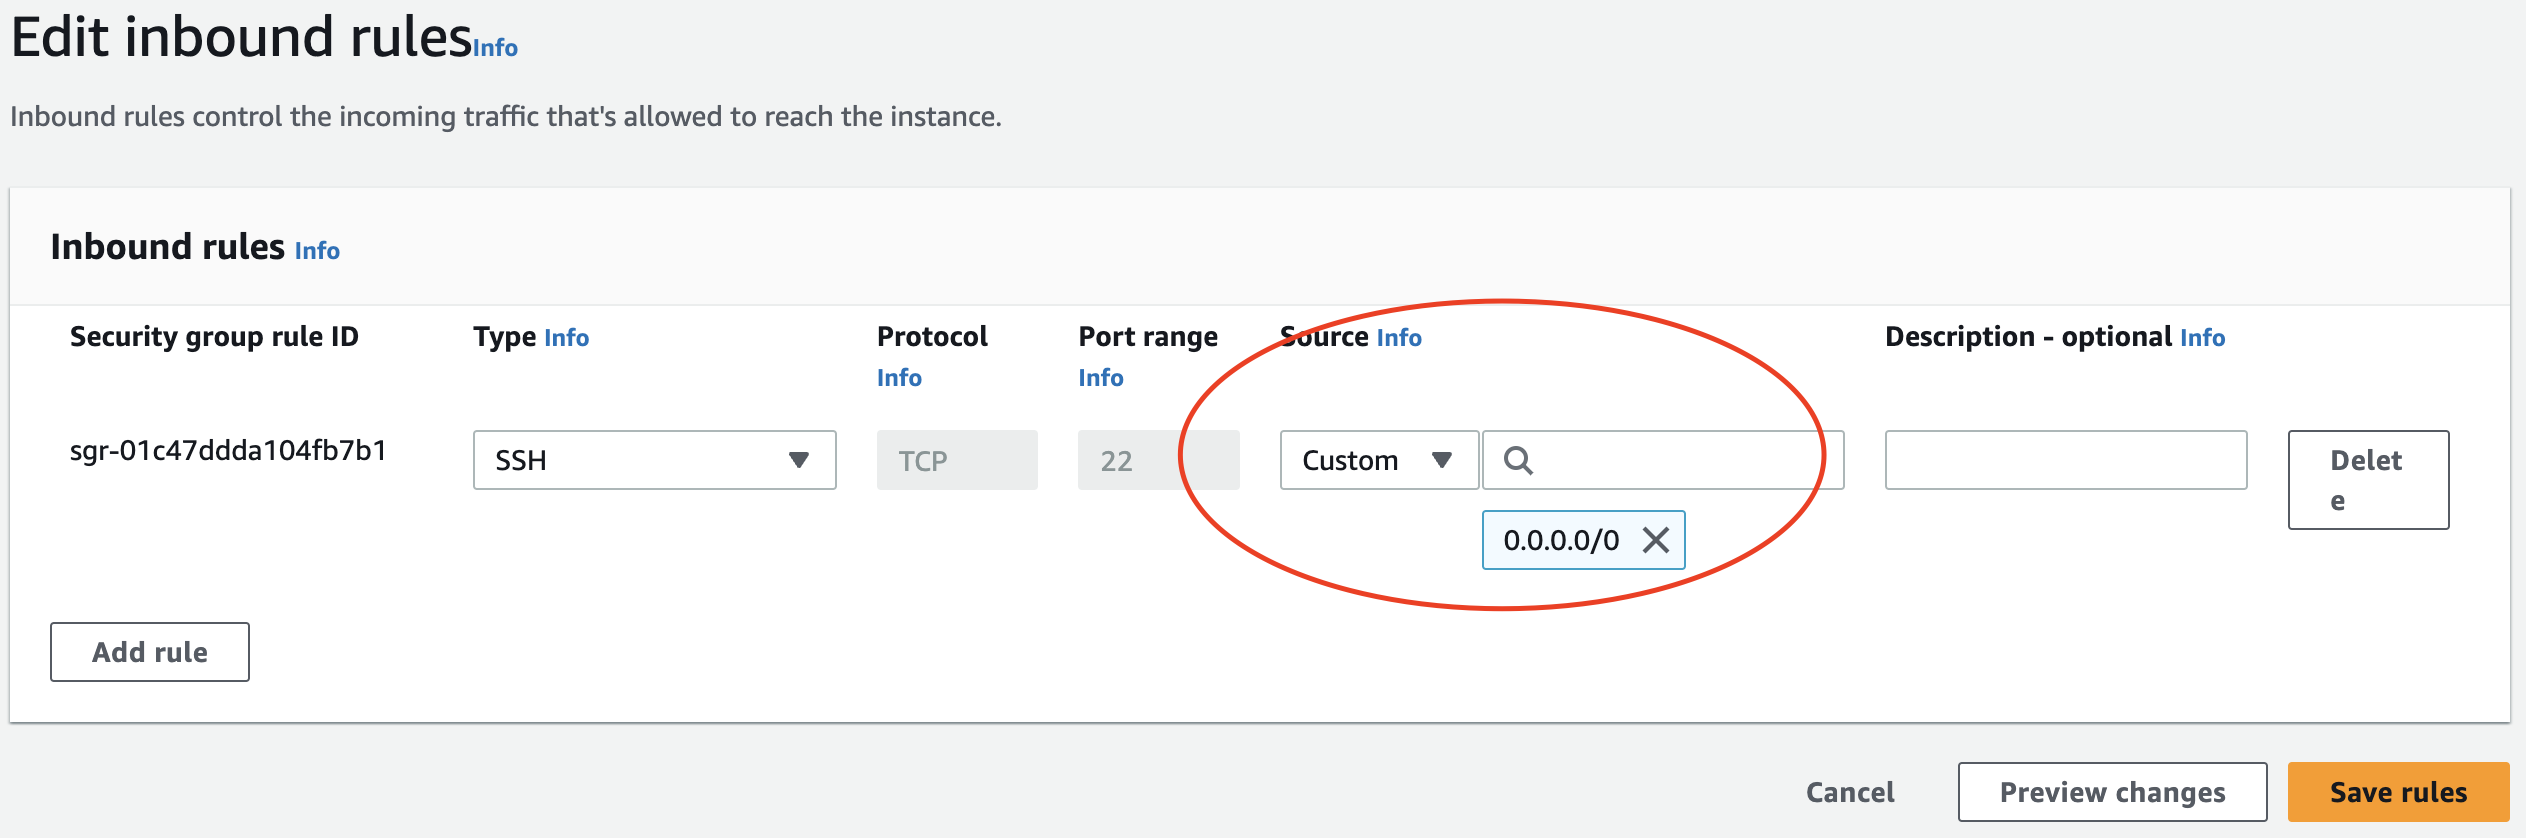 Edit inbound rules Info
Inbound rules control the incoming traffic that's allowed to reach the instance.
Inbound rules Info
Security group rule ID
Type Info
Protocol
Info
Port range
Info
Source Info
Description - optional Info
sgr-01c47ddda104fb7b1
SSH
TCP
22
Custom
0.0.0.0/0
Delet
e
Add rule
Cancel
Preview changes
Save rules